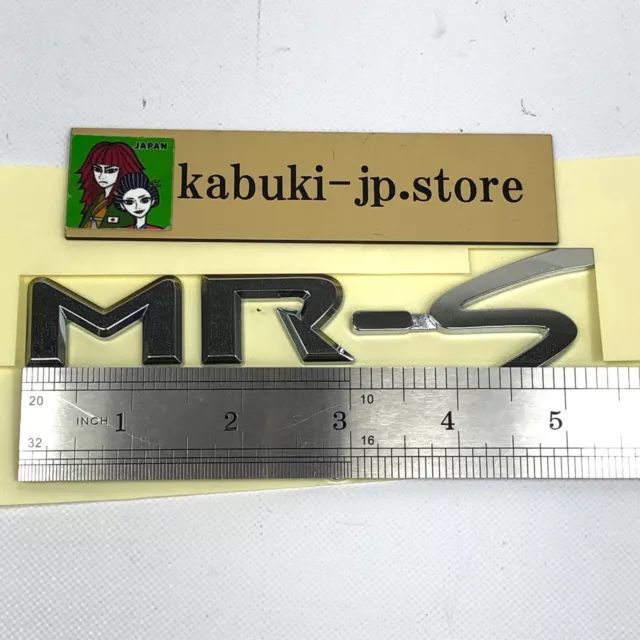 JAPAN
kabuki-jp.store
MR-S
20 10
INCH 1 2 3 4 5
32 16